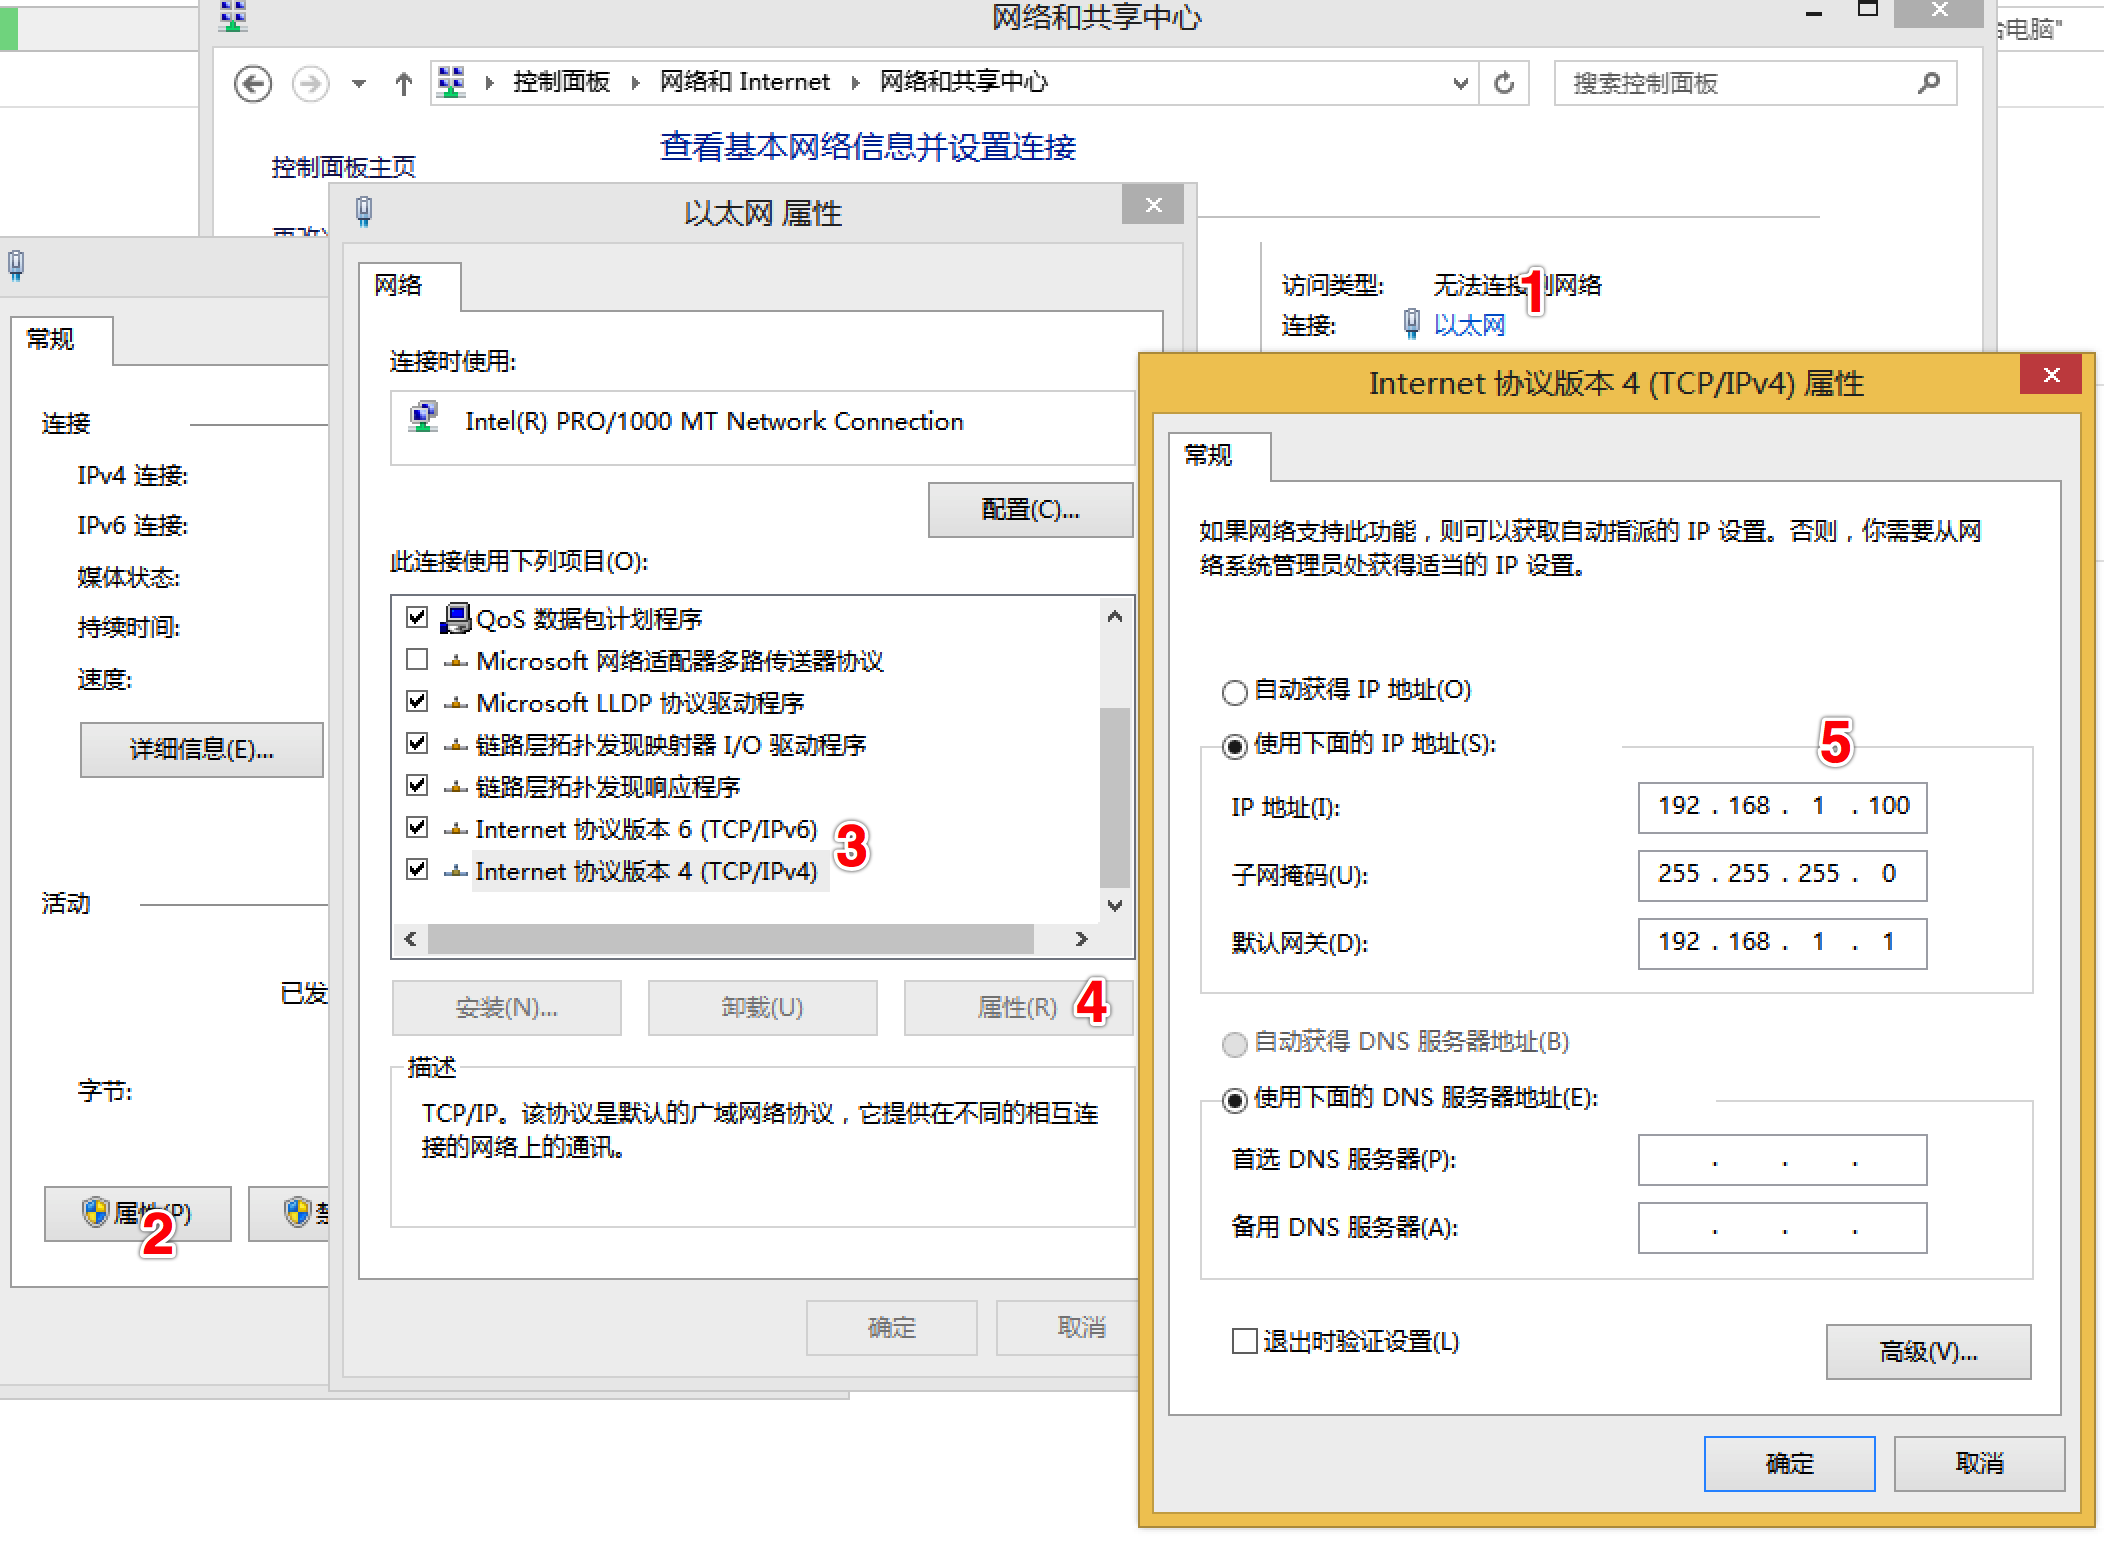 网络和共享中心
控制面板
网络和 Internet
网络和共享中心
搜索控制面板
台电脑"
控制面板主页
查看基本网络信息并设置连接
访问类型:
无法连接到网络
1
连接:
以太网
常规
连接
IPv4 连接:
IPv6 连接:
媒体状态:
持续时间:
速度:
详细信息(E)...
活动
已发
字节:
属性(P)
2
以太网 属性
网络
连接时使用:
Intel(R) PRO/1000 MT Network Connection
配置(C)...
此连接使用下列项目(O):
QoS 数据包计划程序
Microsoft 网络适配器多路传送器协议
Microsoft LLDP 协议驱动程序
链路层拓扑发现映射器 I/O 驱动程序
链路层拓扑发现响应程序
Internet 协议版本 6 (TCP/IPv6)
Internet 协议版本 4 (TCP/IPv4)
3
安装(N)...
卸载(U)
属性(R)
4
描述
TCP/IP。该协议是默认的广域网络协议，它提供在不同的相互连
接的网络上的通讯。
确定
取消
Internet 协议版本 4 (TCP/IPv4) 属性
常规
如果网络支持此功能，则可以获取自动指派的 IP 设置。否则，你需要从网
络系统管理员处获得适当的 IP 设置。
自动获得 IP 地址(O)
使用下面的 IP 地址(S):
5
IP 地址(I):
192 . 168 . 1 . 100
子网掩码(U):
255 . 255 . 255 . 0
默认网关(D):
192 . 168 . 1 . 1
自动获得 DNS 服务器地址(B)
使用下面的 DNS 服务器地址(E):
首选 DNS 服务器(P):
. . .
备用 DNS 服务器(A):
. . .
退出时验证设置(L)
高级(V)...
确定
取消